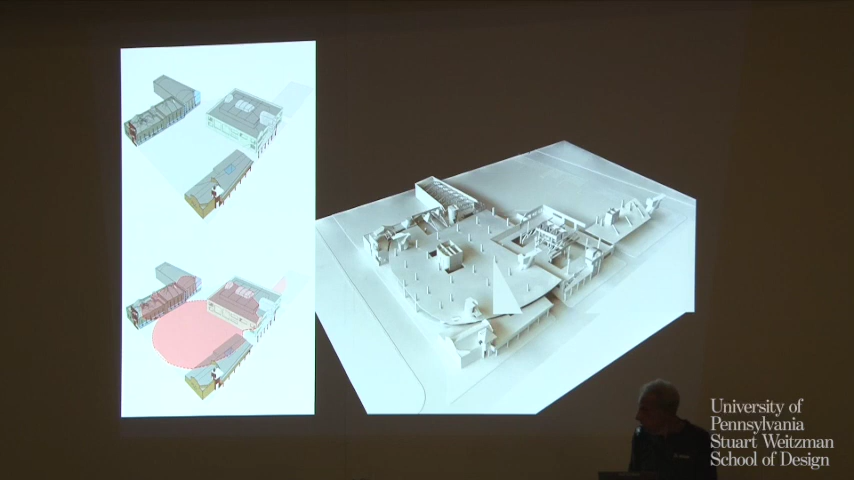 University of
Pennsylvania
Stuart Weitzman
School of Design